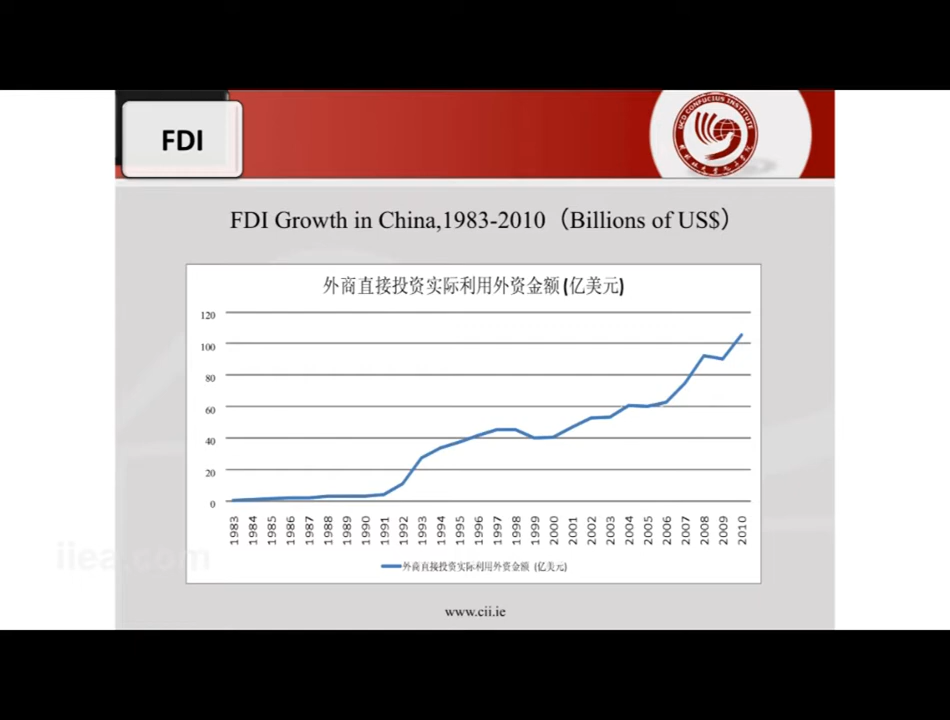 FDI
UCD CONFUCIUS INSTITUTE
FDI Growth in China,1983-2010（Billions of US$）
外商直接投资实际利用外资金额 (亿美元)
120
100
80
60
40
20
0
1983 1984 1985 1986 1987 1988 1989 1990 1991 1992 1993 1994 1995 1996 1997 1998 1999 2000 2001 2002 2003 2004 2005 2006 2007 2008 2009 2010
外商直接投资实际利用外资金额 (亿美元)
iiea.com
www.cii.ie